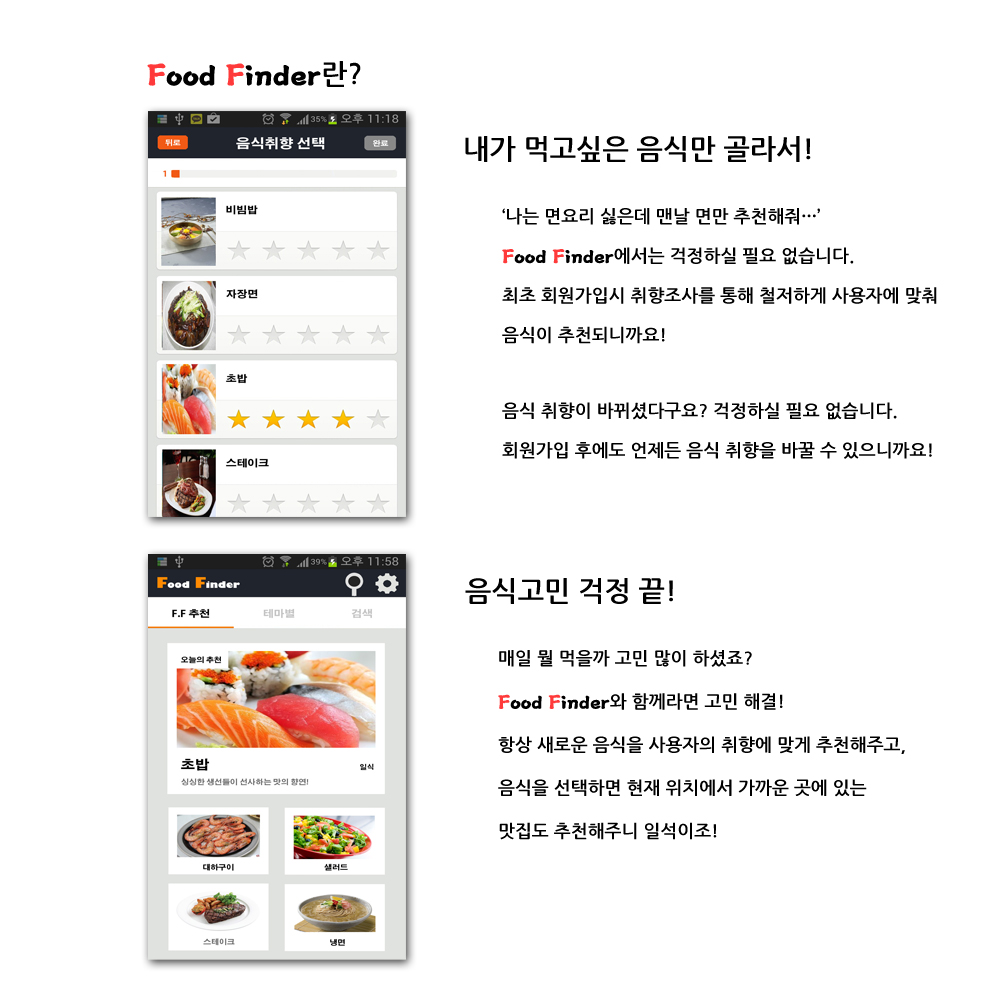 Food Finder란?
35% 오후 11:18
뒤로 음식취향 선택 완료
1
비빔밥
자장면
초밥
스테이크
내가 먹고싶은 음식만 골라서!
‘나는 면요리 싫은데 맨날 면만 추천해줘…’
Food Finder에서는 걱정하실 필요 없습니다.
최초 회원가입시 취향조사를 통해 철저하게 사용자에 맞춰
음식이 추천되니까요!
음식 취향이 바뀌셨다구요? 걱정하실 필요 없습니다.
회원가입 후에도 언제든 음식 취향을 바꿀 수 있으니까요!
39% 오후 11:58
Food Finder
F.F 추천 테마별 검색
오늘의 추천
초밥 일식
싱싱한 생선들이 선사하는 맛의 향연!
대하구이 샐러드
스테이크 냉면
음식고민 걱정 끝!
매일 뭘 먹을까 고민 많이 하셨죠?
Food Finder와 함께라면 고민 해결!
항상 새로운 음식을 사용자의 취향에 맞게 추천해주고,
음식을 선택하면 현재 위치에서 가까운 곳에 있는
맛집도 추천해주니 일석이조!